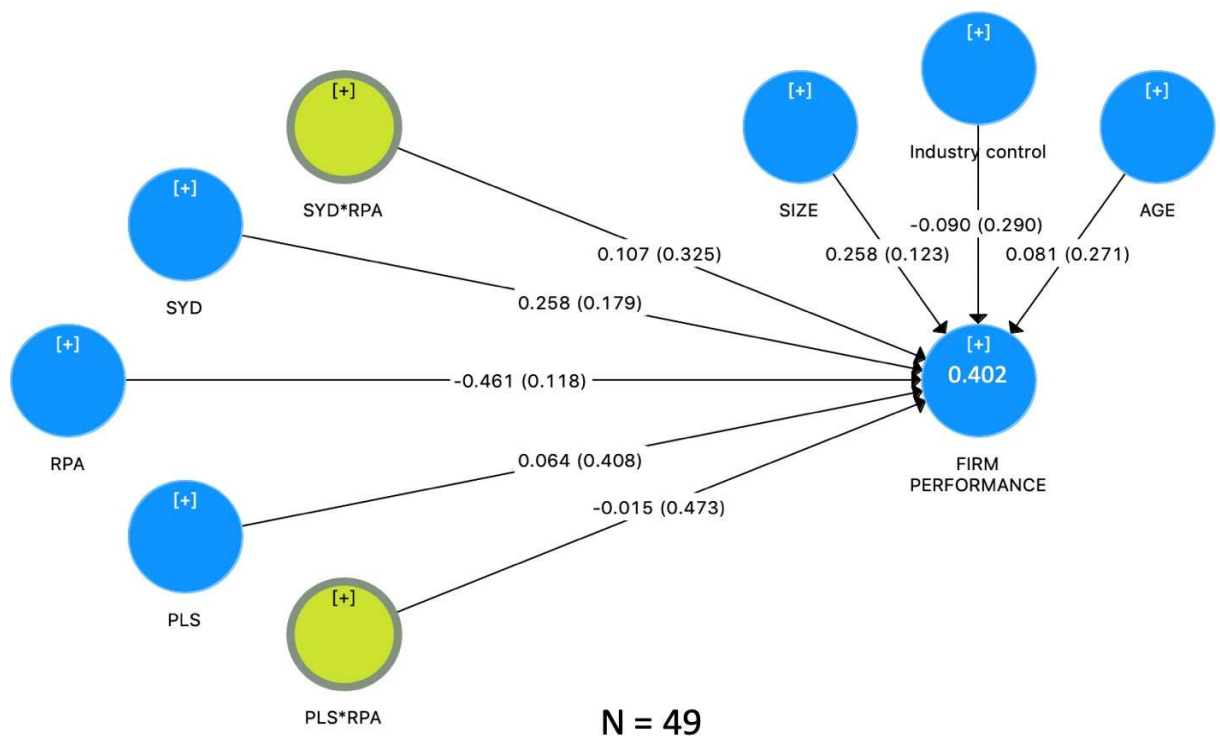 [+]
[+]
[+]
[+]
SYD*RPA
SIZE
Industry control
AGE
[+]
SYD
0.107 (0.325)
0.258 (0.179)
-0.461 (0.118)
0.064 (0.408)
-0.015 (0.473)
0.258 (0.123)
-0.090 (0.290)
0.081 (0.271)
[+]
RPA
[+]
0.402
FIRM
PERFORMANCE
[+]
PLS
[+]
PLS*RPA
N = 49